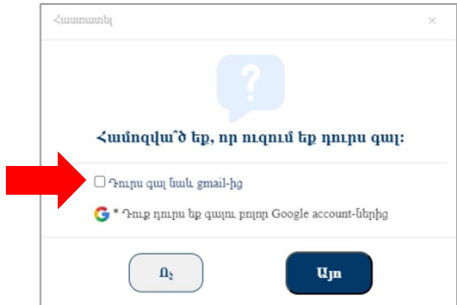 Հաստատել ×
?
Համոզվա՞ծ եք, որ ուզում եք դուրս գալ:
Դուրս գալ նաև gmail-ից
G * Դուք դուրս եք գալու բոլոր Google account-ներից
Ոչ Այո